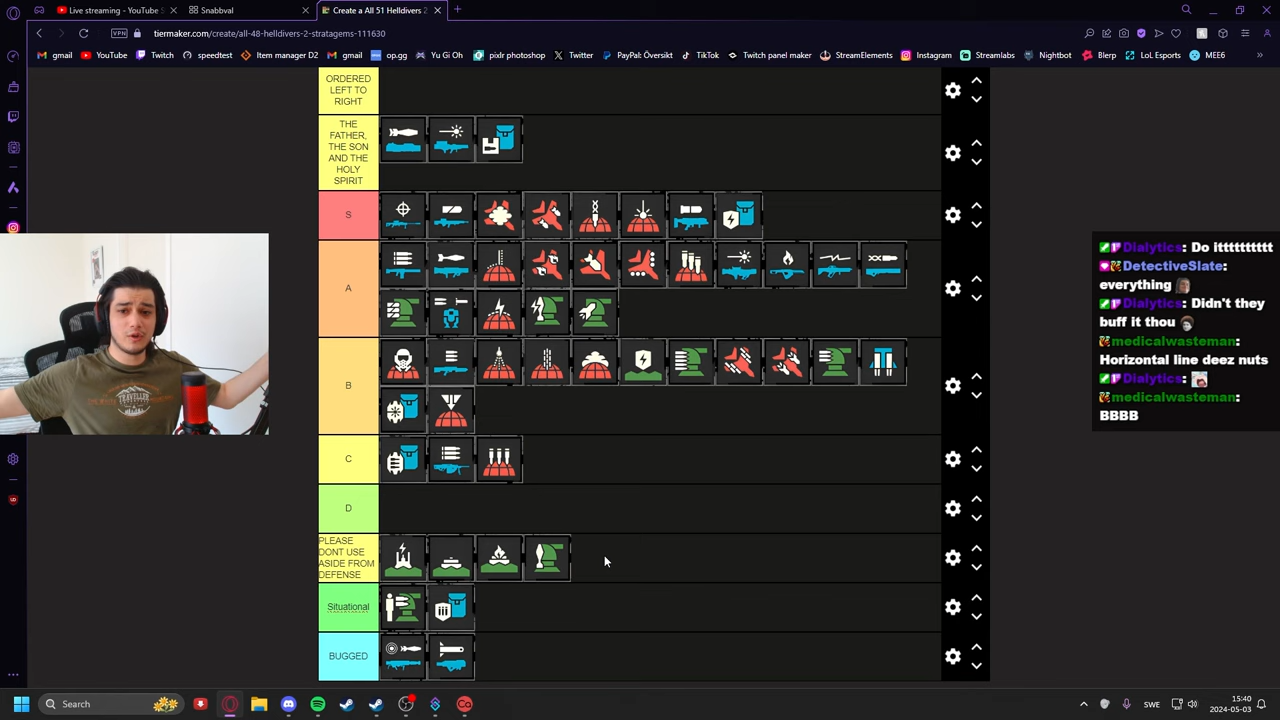 Live streaming - YouTube S
Snabbval
Create a All 51 Helldivers 2
VPN
tiermaker.com/create/all-48-helldivers-2-stratagems-111630
gmail
YouTube
Twitch
speedtest
Item manager D2
gmail
op.gg
Yu Gi Oh
pixlr photoshop
Twitter
PayPal: Översikt
TikTok
Twitch panel maker
StreamElements
Instagram
Streamlabs
Nightbot
Blerp
LoL Esports
MEE6
ORDERED
LEFT TO
RIGHT
THE
FATHER,
THE SON
AND THE
HOLY
SPIRIT
S
A
B
C
D
PLEASE
DONT USE
ASIDE FROM
DEFENSE
Situational
BUGGED
Dialytics: Do itttttttttt
DetectiveSlate:
everything
Dialytics: Didn't they
buff it thou
medicalwasteman:
Horizontal line deez nuts
Dialytics:
medicalwasteman:
BBBB
Search
SWE
15:40
2024-05-03